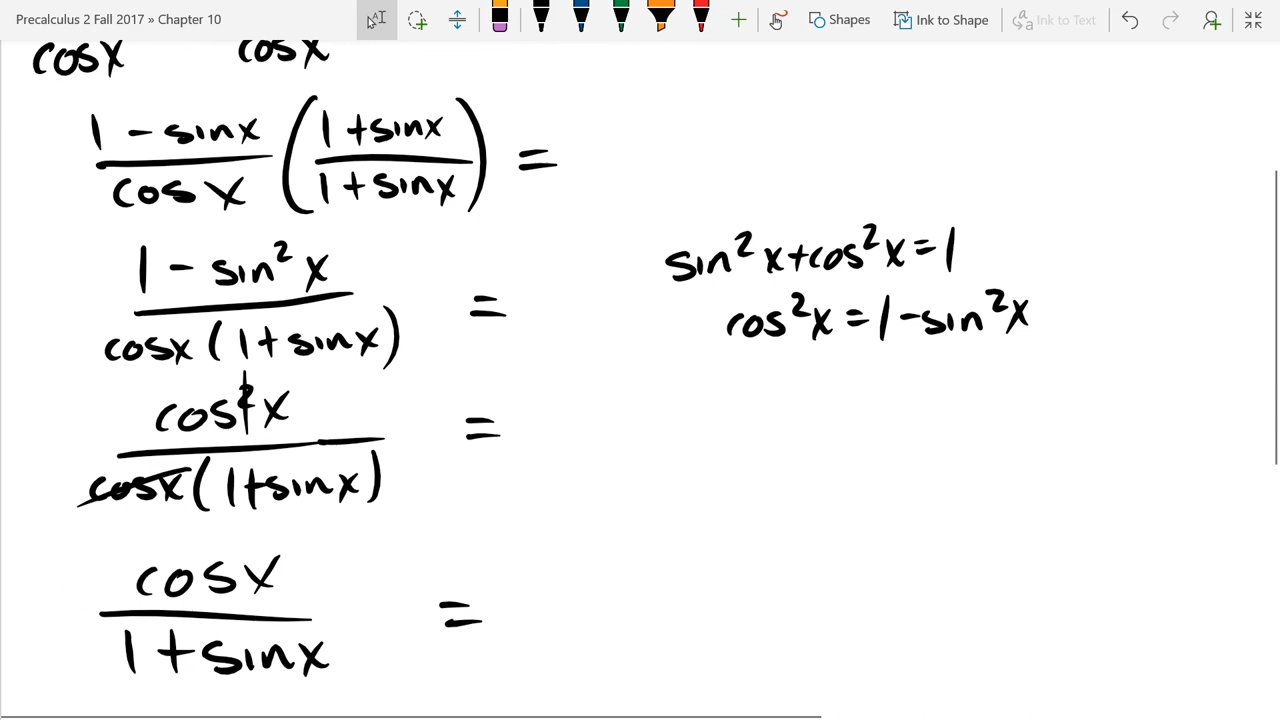 Precalculus 2 Fall 2017 » Chapter 10
Shapes
Ink to Shape
Ink to Text
cosx cosx
1 - sinx / cosx (1 + sinx / 1 + sinx) =
1 - sin²x / cosx(1 + sinx) =
sin²x + cos²x = 1
cos²x = 1 - sin²x
cos²x / cosx(1 + sinx) =
cosx / 1 + sinx =